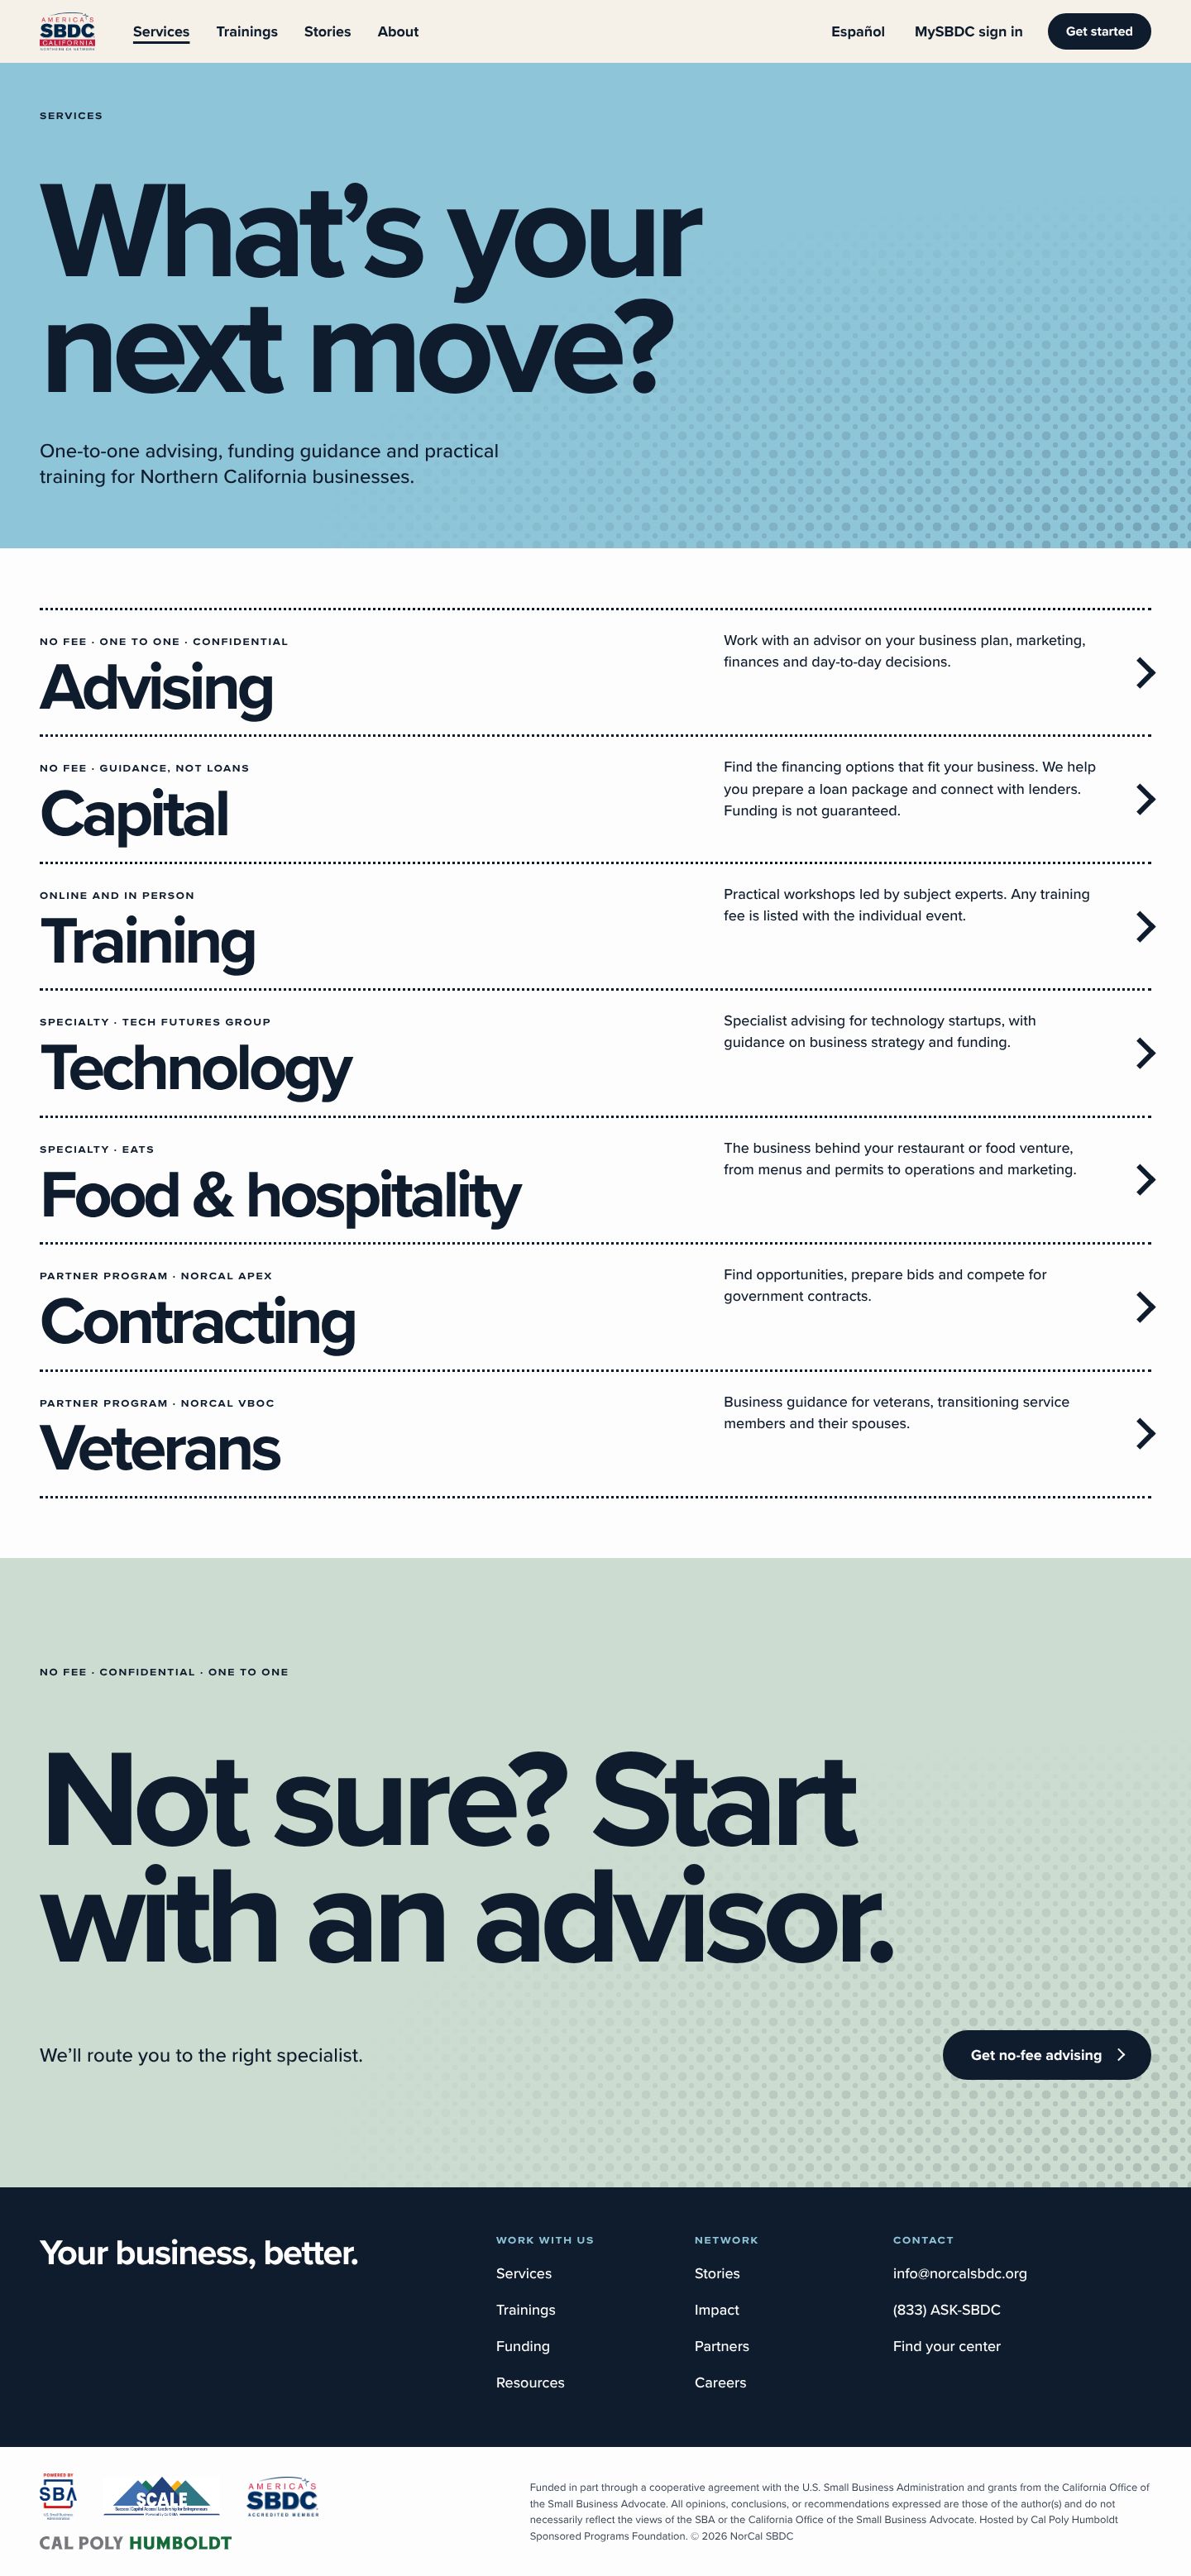 AMERICA'S
SBDC
CALIFORNIA
Services
Trainings
Stories
About
Español
MySBDC sign in
Get started
SERVICES
What’s your
next move?
One-to-one advising, funding guidance and practical
training for Northern California businesses.
NO FEE · ONE TO ONE · CONFIDENTIAL
Advising
Work with an advisor on your business plan, marketing,
finances and day-to-day decisions.
NO FEE · GUIDANCE, NOT LOANS
Capital
Find the financing options that fit your business. We help
you prepare a loan package and connect with lenders.
Funding is not guaranteed.
ONLINE AND IN PERSON
Training
Practical workshops led by subject experts. Any training
fee is listed with the individual event.
SPECIALTY · TECH FUTURES GROUP
Technology
Specialist advising for technology startups, with
guidance on business strategy and funding.
SPECIALTY · EATS
Food & hospitality
The business behind your restaurant or food venture,
from menus and permits to operations and marketing.
PARTNER PROGRAM · NORCAL APEX
Contracting
Find opportunities, prepare bids and compete for
government contracts.
PARTNER PROGRAM · NORCAL VBOC
Veterans
Business guidance for veterans, transitioning service
members and their spouses.
NO FEE · CONFIDENTIAL · ONE TO ONE
Not sure? Start
with an advisor.
We’ll route you to the right specialist.
Get no-fee advising
Your business, better.
WORK WITH US
Services
Trainings
Funding
Resources
NETWORK
Stories
Impact
Partners
Careers
CONTACT
info@norcalsbdc.org
(833) ASK-SBDC
Find your center
POWERED BY
SBA
SCALE
AMERICA'S
SBDC
ACCREDITED MEMBER
CAL POLY HUMBOLDT
Funded in part through a cooperative agreement with the U.S. Small Business Administration and grants from the California Office of
the Small Business Advocate. All opinions, conclusions, or recommendations expressed are those of the author(s) and do not
necessarily reflect the views of the SBA or the California Office of the Small Business Advocate. Hosted by Cal Poly Humboldt
Sponsored Programs Foundation. © 2026 NorCal SBDC